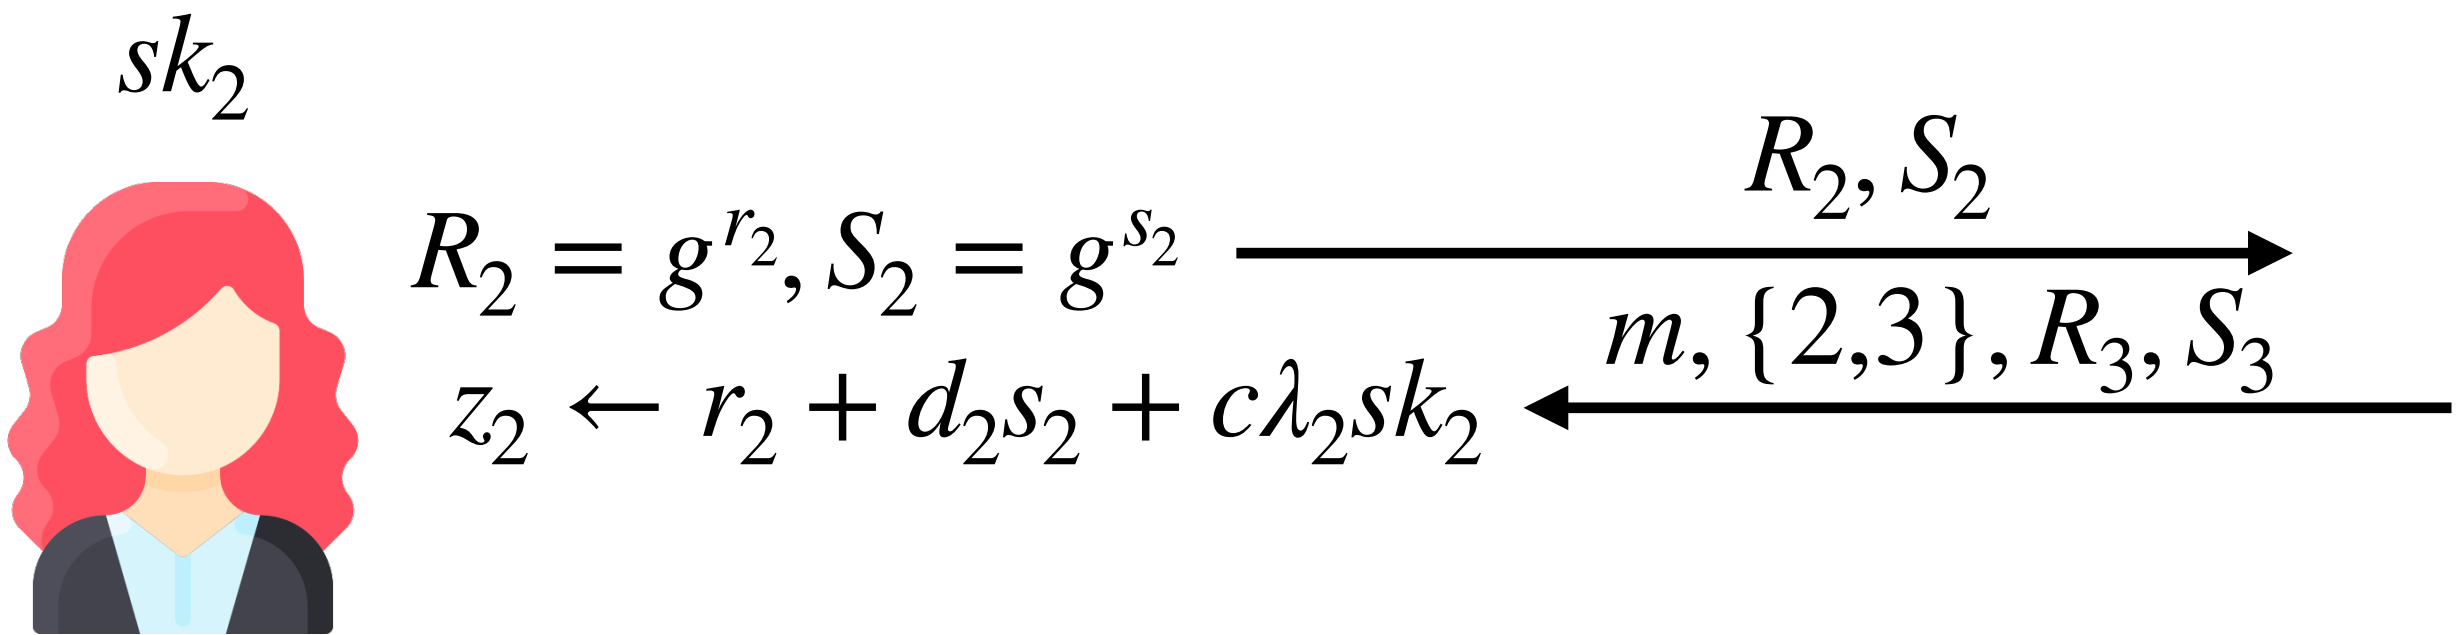 sk₂
R₂, S₂
R₂ = g^{r₂}, S₂ = g^{s₂}
m, {2,3}, R₃, S₃
z₂ ← r₂ + d₂s₂ + cλ₂sk₂